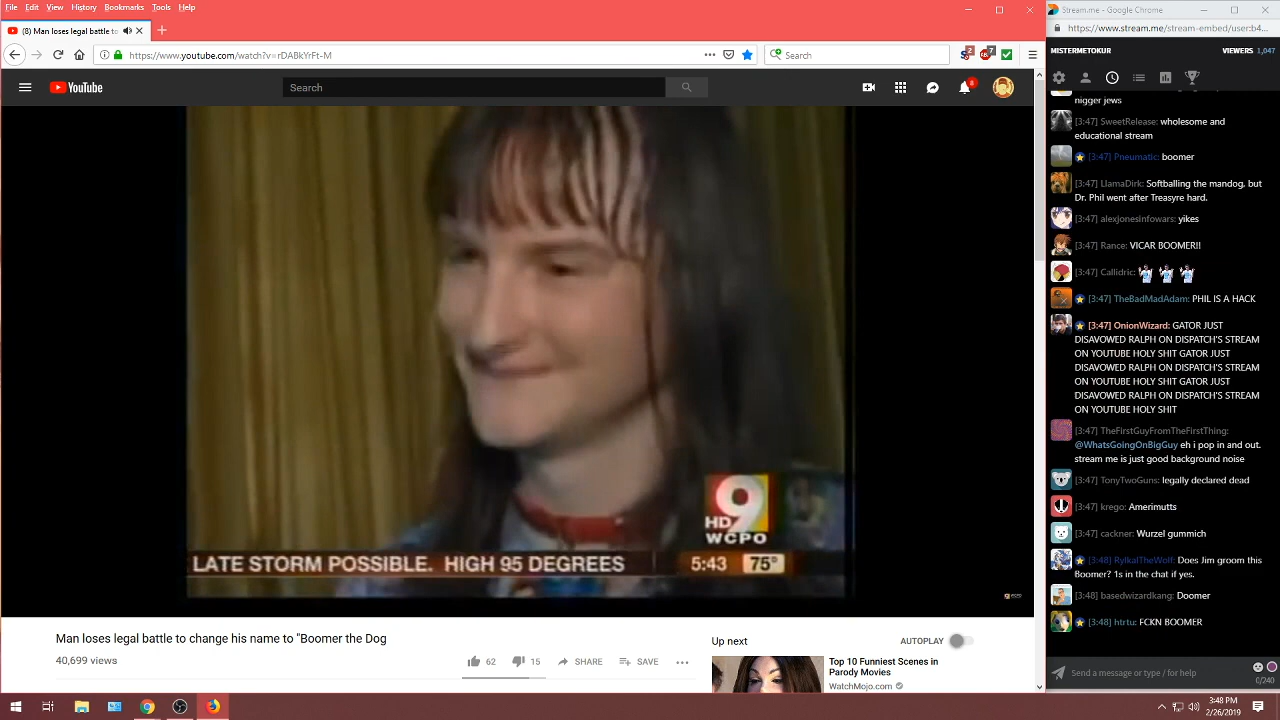 File Edit View History Bookmarks Tools Help
(8) Man loses legal battle to
https://www.youtube.com/watch?v=rDABkYrFt-M
Search
YouTube
Search
8
HD 9
WCPO
LATE STORM POSSIBLE. HIGH 95 DEGREES
5:43 75°
Man loses legal battle to change his name to "Boomer the Dog
40,699 views
62 15 SHARE SAVE
Up next
AUTOPLAY
Top 10 Funniest Scenes in
Parody Movies
WatchMojo.com
Stream.me - Google Chrome
https://www.stream.me/stream-embed/user:b4...
MISTERMETOKUR
VIEWERS 1,047
nigger jews
[3:47] SweetRelease: wholesome and
educational stream
[3:47] Pneumatic: boomer
[3:47] LlamaDirk: Softballing the mandog, but
Dr. Phil went after Treasyre hard.
[3:47] alexjonesinfowars: yikes
[3:47] Rance: VICAR BOOMER!!
[3:47] Callidric:
[3:47] TheBadMadAdam: PHIL IS A HACK
[3:47] OnionWizard: GATOR JUST
DISAVOWED RALPH ON DISPATCH'S STREAM
ON YOUTUBE HOLY SHIT GATOR JUST
DISAVOWED RALPH ON DISPATCH'S STREAM
ON YOUTUBE HOLY SHIT GATOR JUST
DISAVOWED RALPH ON DISPATCH'S STREAM
ON YOUTUBE HOLY SHIT
[3:47] TheFirstGuyFromTheFirstThing:
@WhatsGoingOnBigGuy eh i pop in and out.
stream me is just good background noise
[3:47] TonyTwoGuns: legally declared dead
[3:47] krego: Amerimutts
[3:47] cackner: Wurzel gummich
[3:48] RyikalTheWolf: Does Jim groom this
Boomer? 1s in the chat if yes.
[3:48] basedwizardkang: Doomer
[3:48] htrtu: FCKN BOOMER
Send a message or type / for help
0/240
3:48 PM
2/26/2019